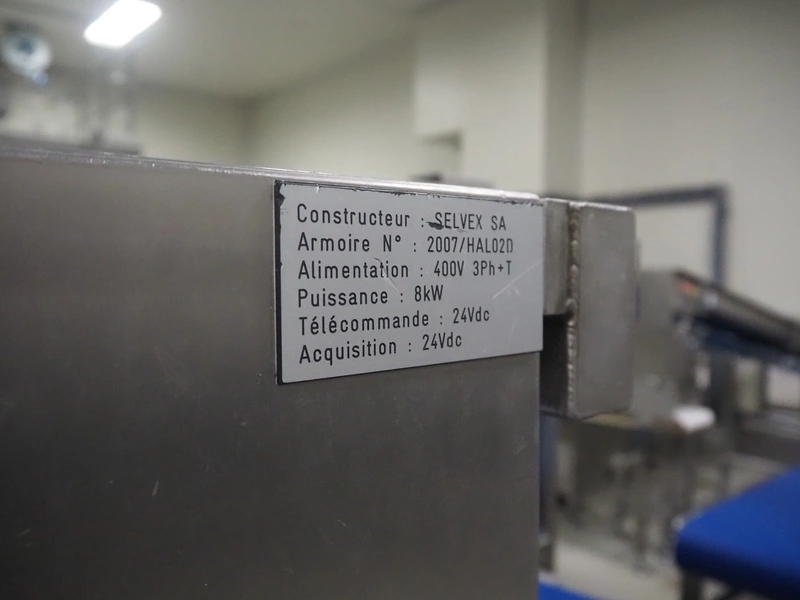 Constructeur : SELVEX SA
Armoire N° : 2007/HAL02D
Alimentation : 400V 3Ph+T
Puissance : 8kW
Télécommande : 24Vdc
Acquisition : 24Vdc